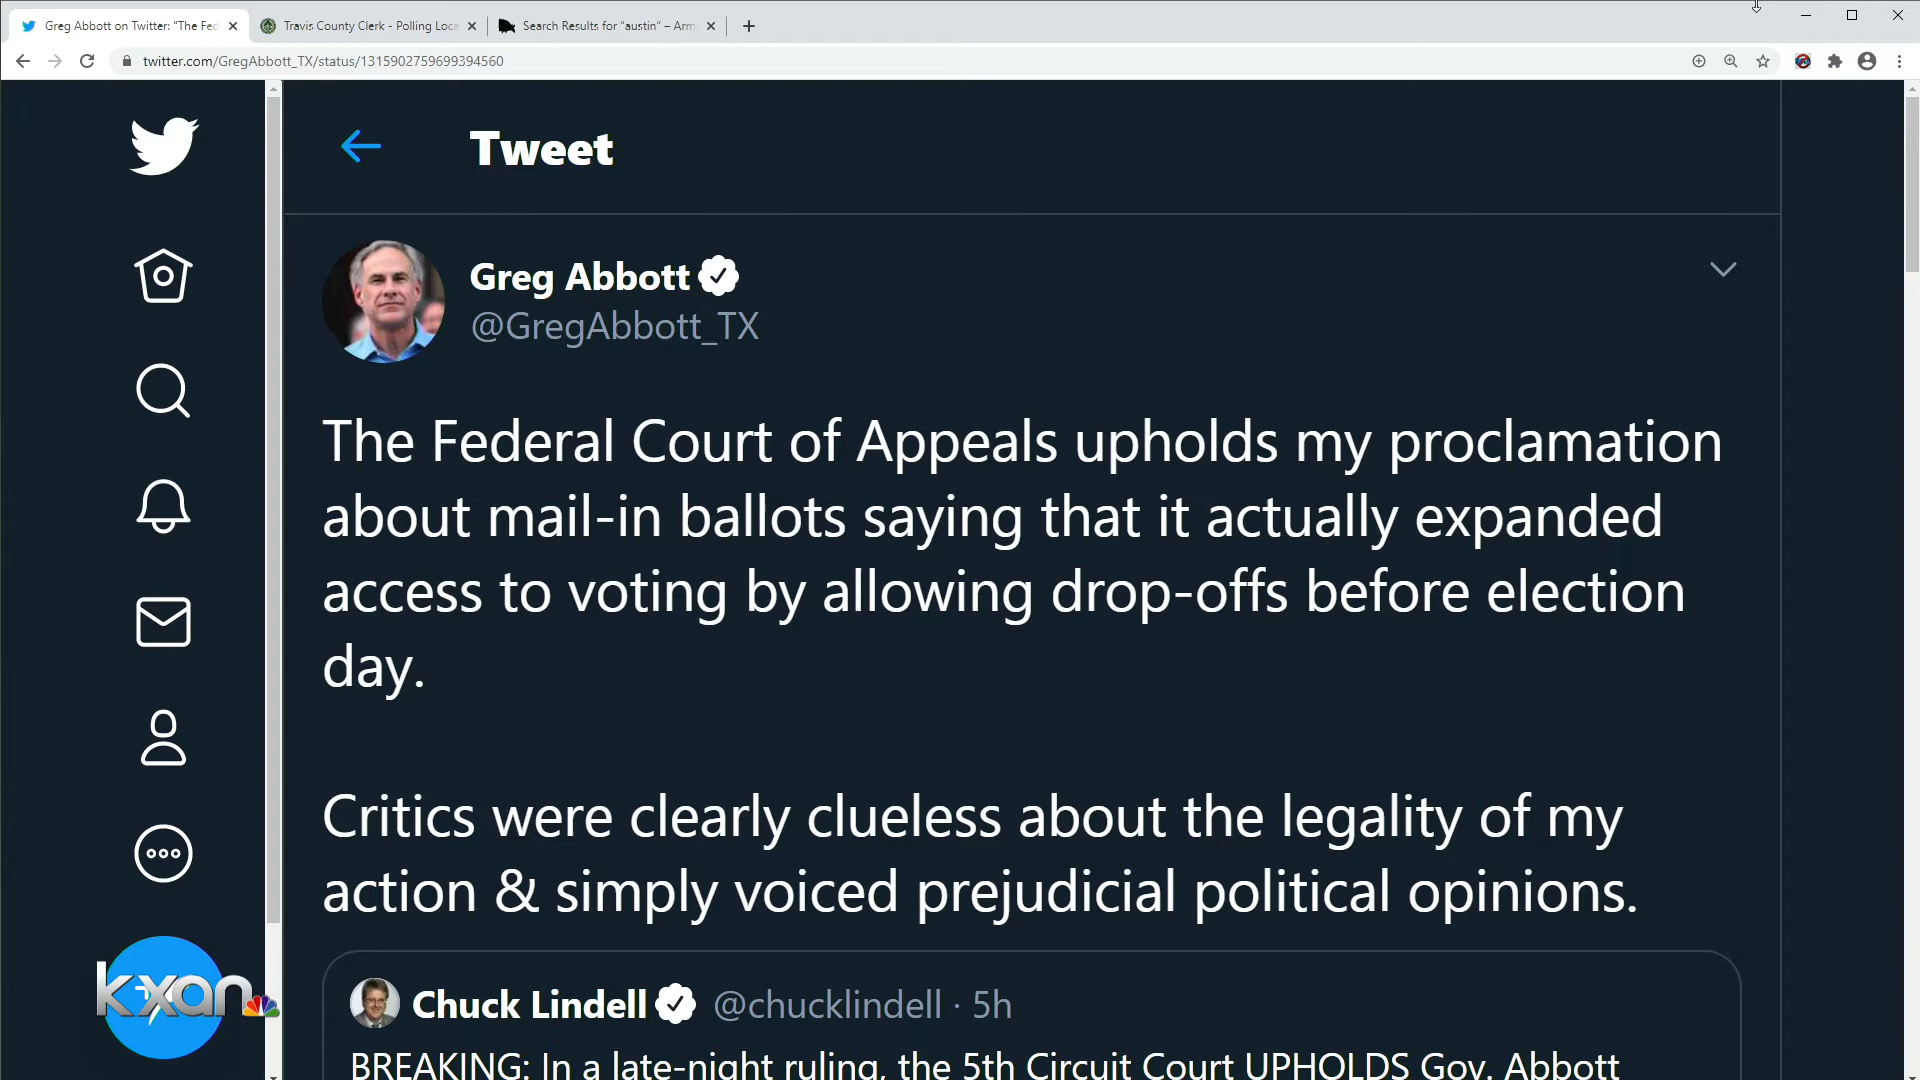 Greg Abbott on Twitter: "The Fed
Travis County Clerk - Polling Loca
Search Results for "austin" – Arm
twitter.com/GregAbbott_TX/status/1315902759699394560
Tweet
Greg Abbott
@GregAbbott_TX
The Federal Court of Appeals upholds my proclamation
about mail-in ballots saying that it actually expanded
access to voting by allowing drop-offs before election
day.
Critics were clearly clueless about the legality of my
action & simply voiced prejudicial political opinions.
kxan
Chuck Lindell @chucklindell · 5h
BREAKING: In a late-night ruling, the 5th Circuit Court UPHOLDS Gov. Abbott